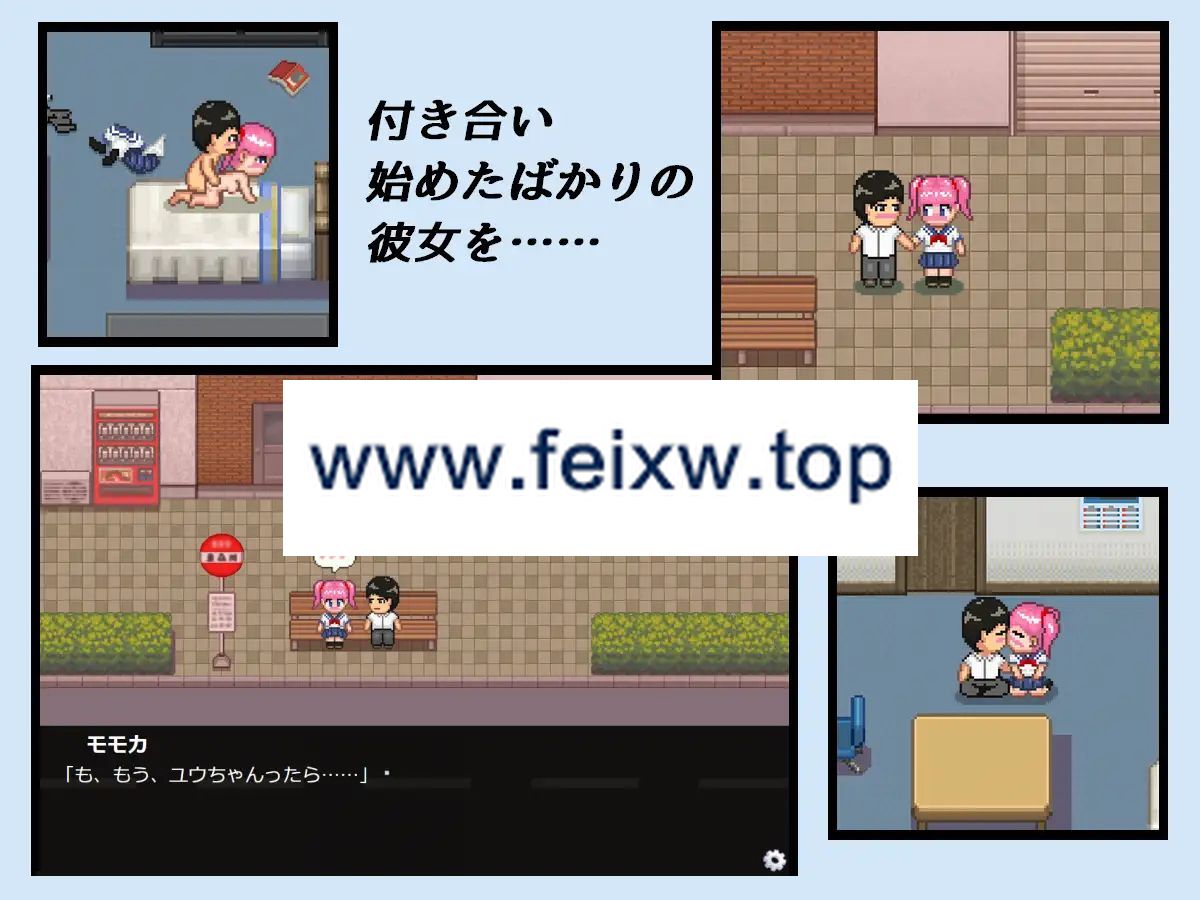 付き合い
始めたばかりの
彼女を……
www.feixw.top
モモカ
「も、もう、ユウちゃんったら……」